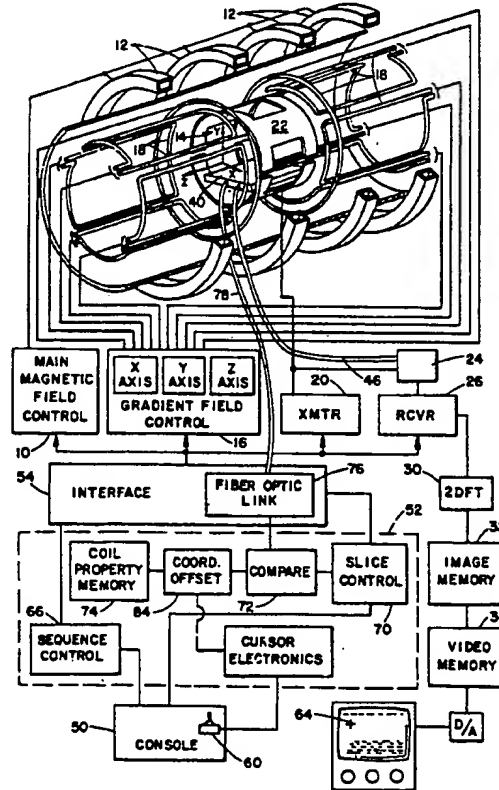 12
12
18
18
14
FY
22
X
Z
40
78
46
24
MAIN
MAGNETIC
FIELD
CONTROL
10
X
AXIS
Y
AXIS
Z
AXIS
GRADIENT FIELD
CONTROL
16
20
XMTR
26
RCVR
30
2DFT
54
INTERFACE
76
FIBER OPTIC
LINK
52
IMAGE
MEMORY
COIL
PROPERTY
MEMORY
74
COORD.
OFFSET
84
COMPARE
72
SLICE
CONTROL
70
VIDEO
MEMORY
66
SEQUENCE
CONTROL
CURSOR
ELECTRONICS
50
CONSOLE
60
64
D/A